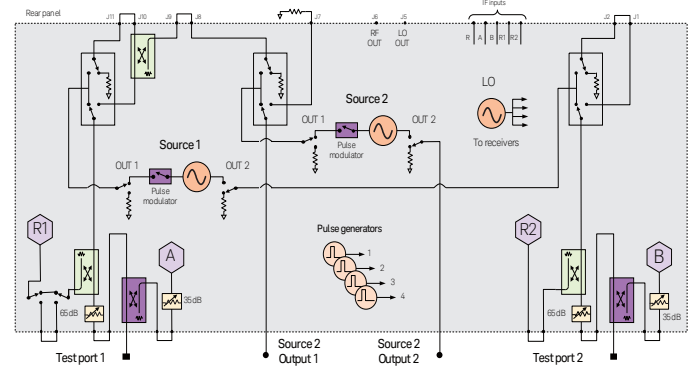 Rear panel
J11
J10
J9
J8
J7
J6
J5
J2
J1
RF
OUT
LO
OUT
IF inputs
R
A
B
R1
R2
LO
To receivers
Source 2
OUT 1
OUT 2
Pulse
modulator
Source 1
OUT 1
OUT 2
Pulse
modulator
Pulse generators
1
2
3
4
R1
A
R2
B
65dB
35dB
65dB
35dB
Test port 1
Source 2
Output 1
Source 2
Output 2
Test port 2